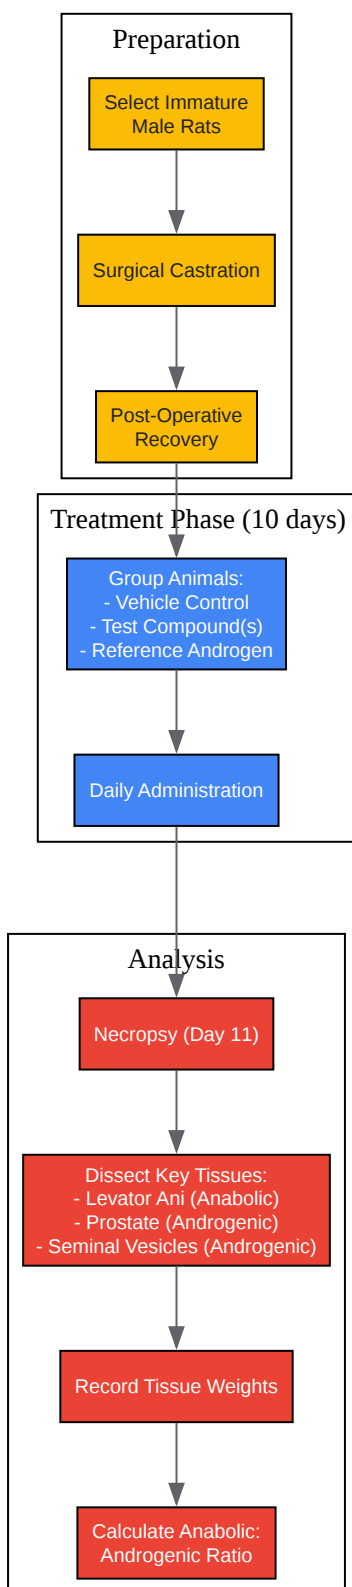 Preparation
Select Immature
Male Rats
Surgical Castration
Post-Operative
Recovery
Treatment Phase (10 days)
Group Animals:
- Vehicle Control
- Test Compound(s)
- Reference Androgen
Daily Administration
Analysis
Necropsy (Day 11)
Dissect Key Tissues:
- Levator Ani (Anabolic)
- Prostate (Androgenic)
- Seminal Vesicles (Androgenic)
Record Tissue Weights
Calculate Anabolic:
Androgenic Ratio